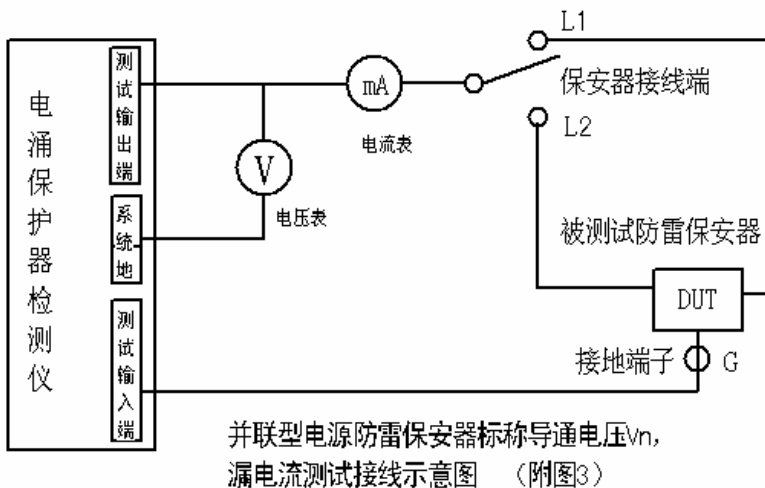 电涌保护器检测仪
测试输出端
系统地
测试输入端
mA
电流表
V
电压表
L1
保安器接线端
L2
被测试防雷保安器
DUT
接地端子 G
并联型电源防雷保安器标称导通电压Vn,
漏电流测试接线示意图 （附图3）